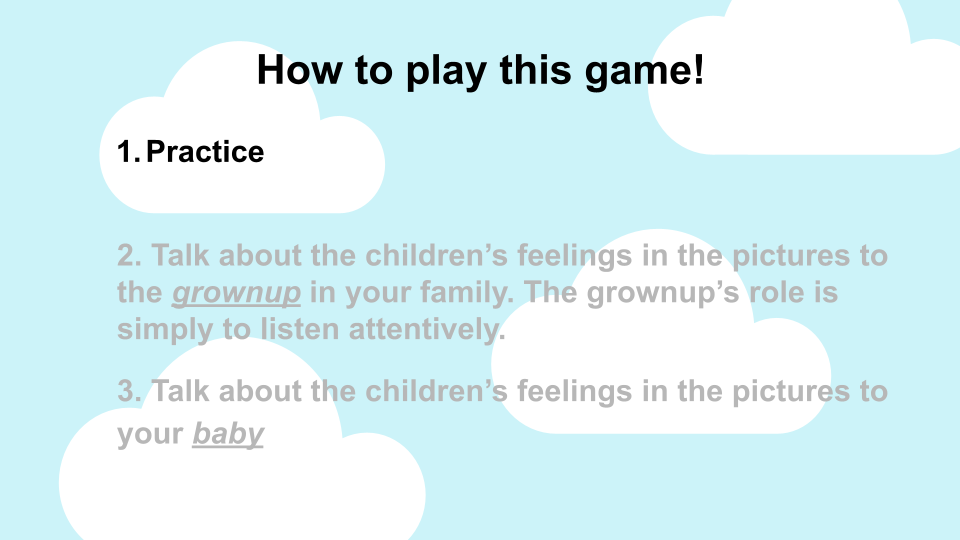 How to play this game!
1. Practice
2. Talk about the children’s feelings in the pictures to
the grownup in your family. The grownup’s role is
simply to listen attentively.
3. Talk about the children’s feelings in the pictures to
your baby